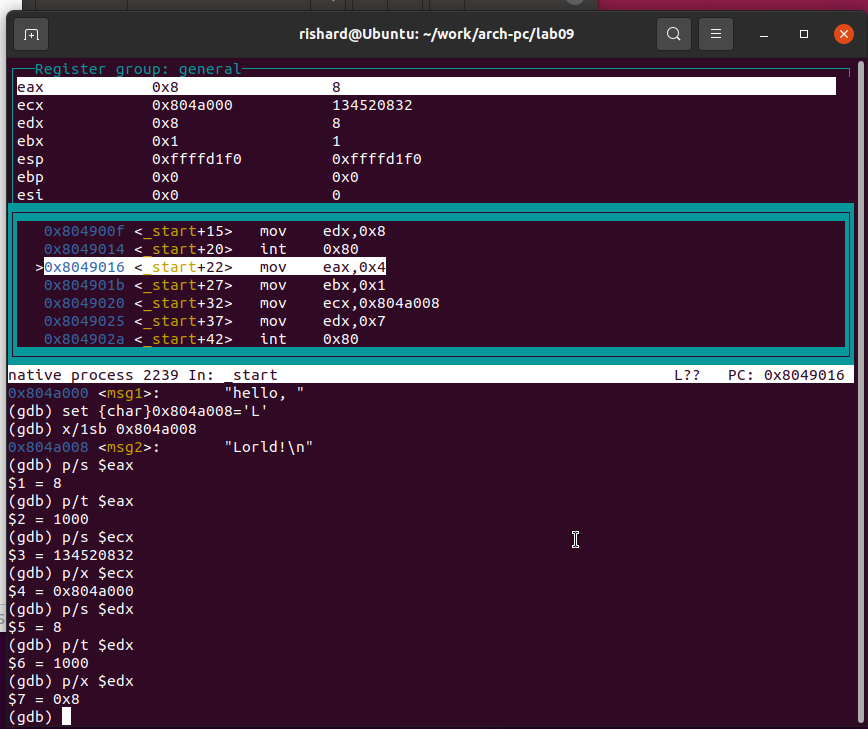 rishard@Ubuntu: ~/work/arch-pc/lab09
Register group: general
eax 0x8 8
ecx 0x804a000 134520832
edx 0x8 8
ebx 0x1 1
esp 0xffffd1f0 0xffffd1f0
ebp 0x0 0x0
esi 0x0 0
0x804900f <_start+15> mov edx,0x8
0x8049014 <_start+20> int 0x80
>0x8049016 <_start+22> mov eax,0x4
0x804901b <_start+27> mov ebx,0x1
0x8049020 <_start+32> mov ecx,0x804a008
0x8049025 <_start+37> mov edx,0x7
0x804902a <_start+42> int 0x80
native process 2239 In: _start L?? PC: 0x8049016
0x804a000 <msg1>: "hello, "
(gdb) set {char}0x804a008='L'
(gdb) x/1sb 0x804a008
0x804a008 <msg2>: "Lorld!\n"
(gdb) p/s $eax
$1 = 8
(gdb) p/t $eax
$2 = 1000
(gdb) p/s $ecx
$3 = 134520832
(gdb) p/x $ecx
$4 = 0x804a000
(gdb) p/s $edx
$5 = 8
(gdb) p/t $edx
$6 = 1000
(gdb) p/x $edx
$7 = 0x8
(gdb)